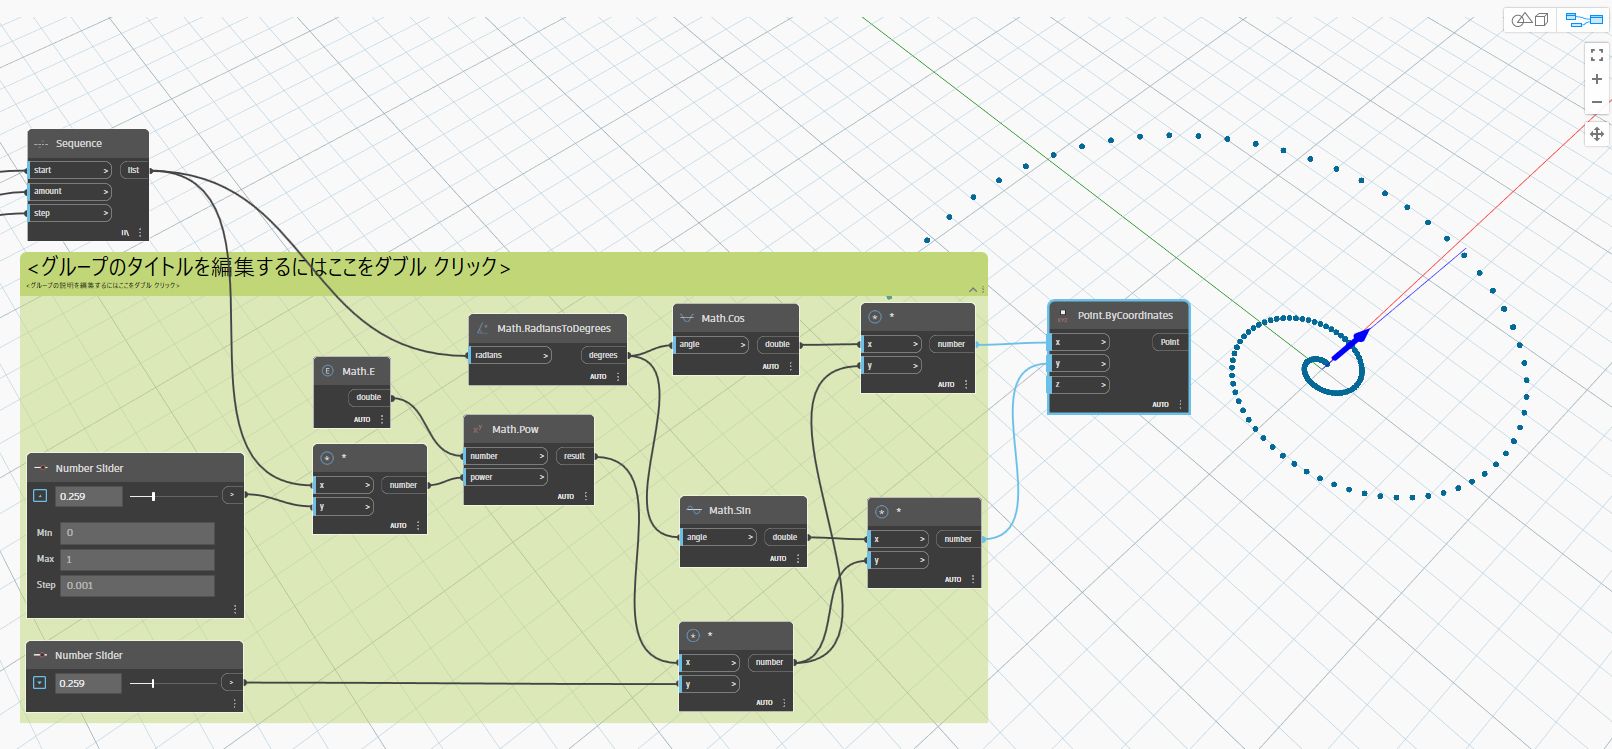 Sequence
start >
list
amount >
step >
<グループのタイトルを編集するにはここをダブル クリック>
<グループの説明を編集するにはここをダブル クリック>
Math.RadiansToDegrees
radians >
degrees
AUTO
Math.Cos
angle >
double
AUTO
*
x >
number
y >
AUTO
Point.ByCoordinates
x >
Point
y >
z >
AUTO
Math.E
double
AUTO
Math.Pow
number >
result
power >
AUTO
Number Slider
0.259
>
Min 0
Max 1
Step 0.001
*
x >
number
y >
AUTO
Math.Sin
angle >
double
AUTO
*
x >
number
y >
AUTO
Number Slider
0.259
>
*
x >
number
y >
AUTO